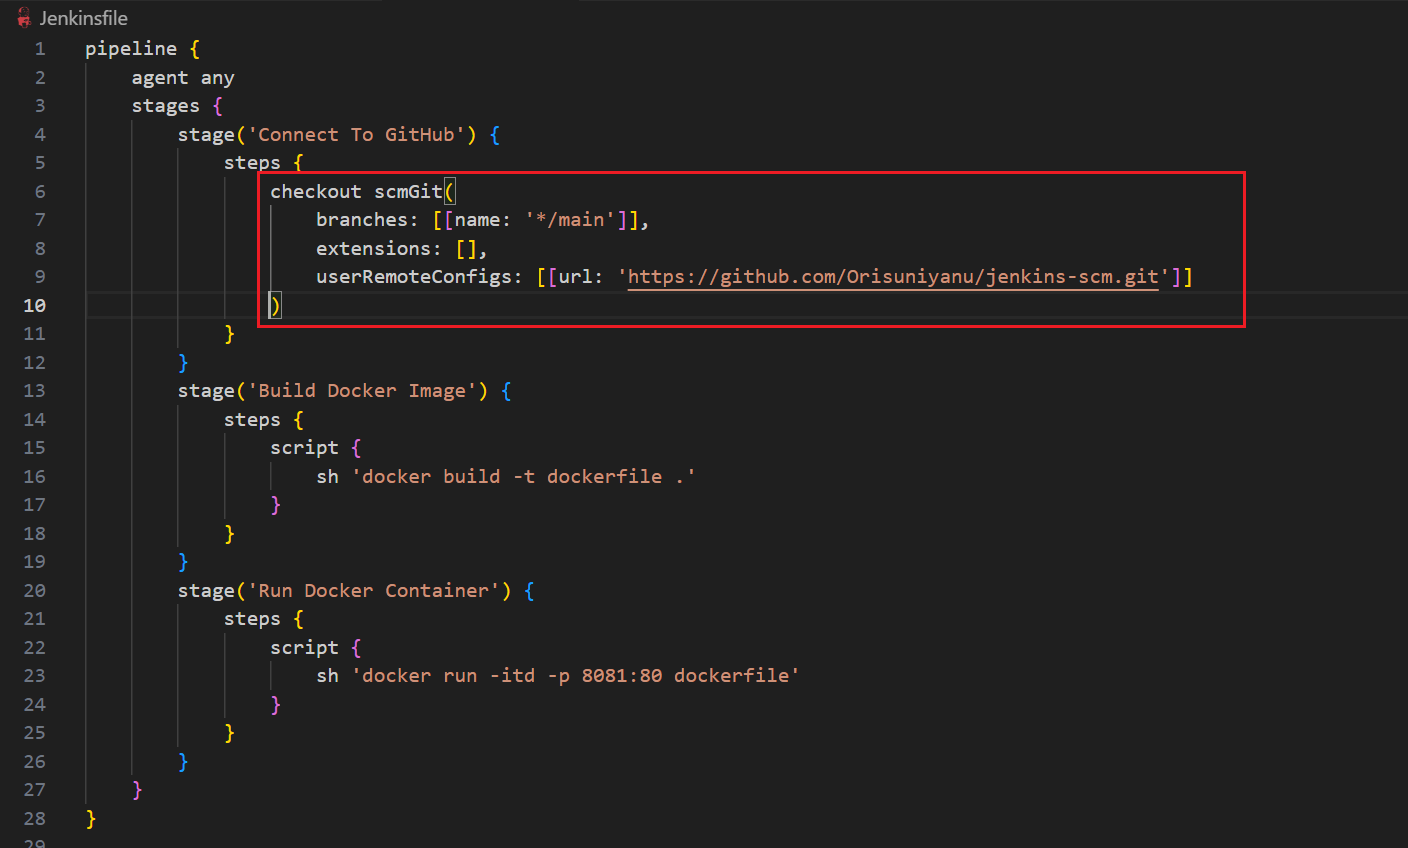 Jenkinsfile
1 pipeline {
2     agent any
3     stages {
4         stage('Connect To GitHub') {
5             steps {
6                 checkout scmGit(
7                     branches: [[name: '*/main']],
8                     extensions: [],
9                     userRemoteConfigs: [[url: 'https://github.com/Orisuniyanu/jenkins-scm.git']]
10                 )
11             }
12         }
13         stage('Build Docker Image') {
14             steps {
15                 script {
16                     sh 'docker build -t dockerfile .'
17                 }
18             }
19         }
20         stage('Run Docker Container') {
21             steps {
22                 script {
23                     sh 'docker run -itd -p 8081:80 dockerfile'
24                 }
25             }
26         }
27     }
28 }
29